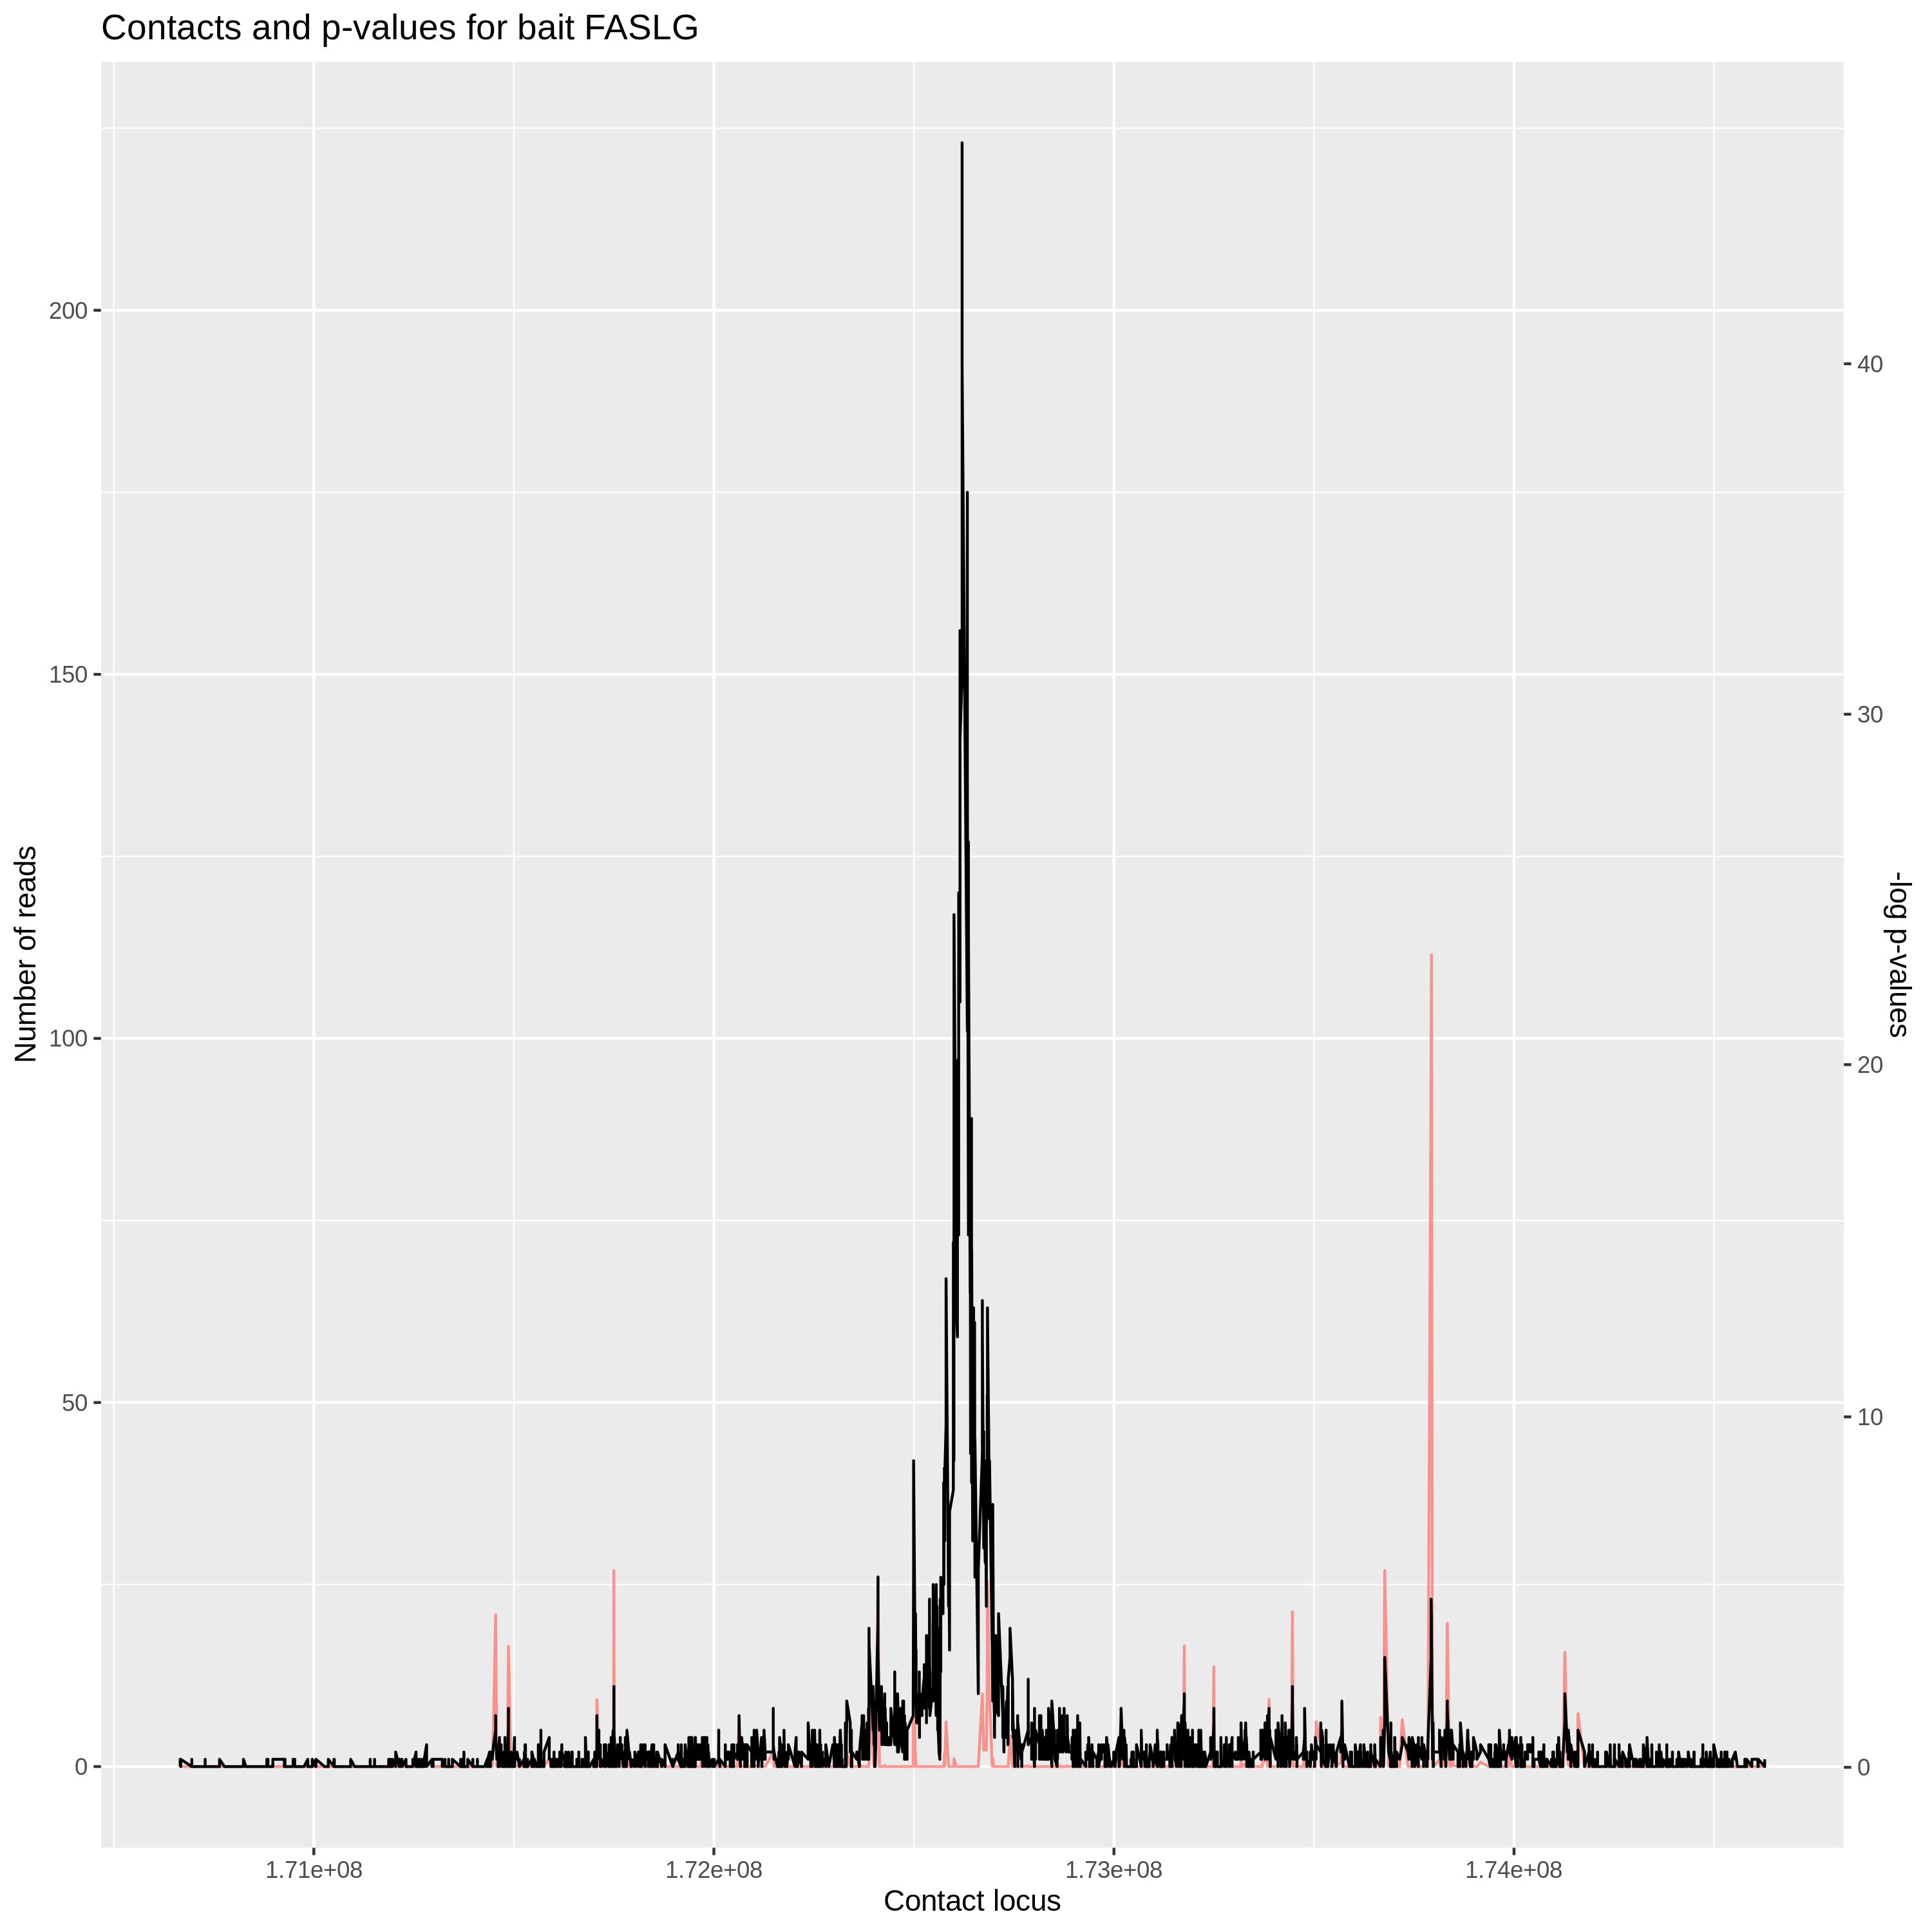 Contacts and p-values for bait FASLG
Number of reads
200
150
100
50
0
40
30
20
10
0
-log p-values
1.71e+08
1.72e+08
1.73e+08
1.74e+08
Contact locus